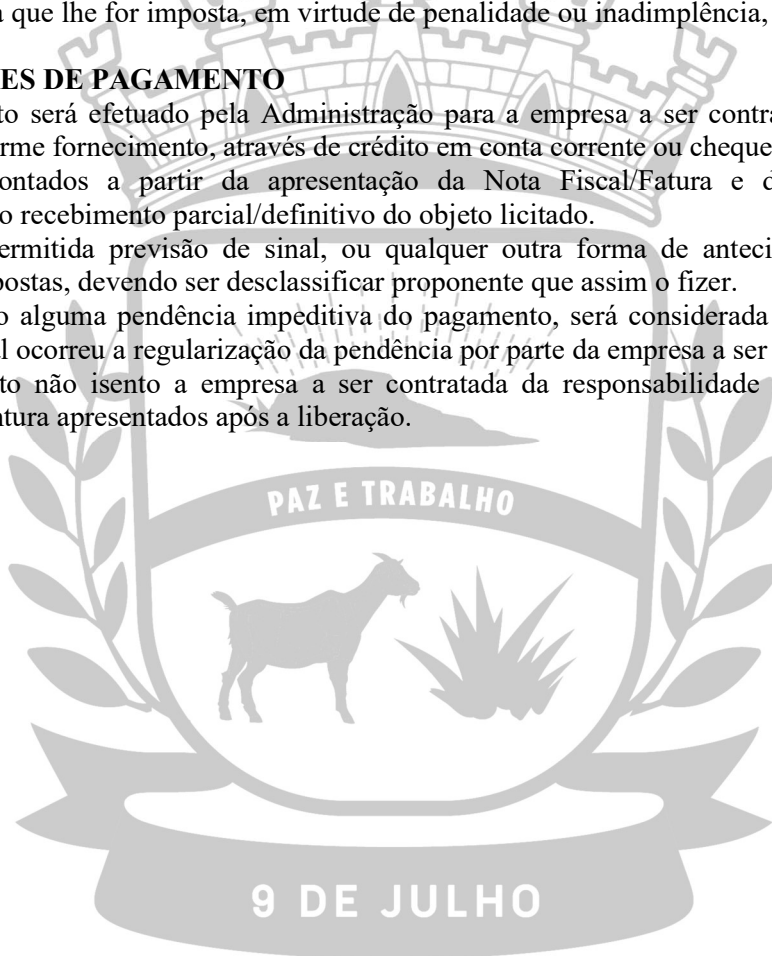 que lhe for imposta, em virtude de penalidade ou inadimplência,
ES DE PAGAMENTO
to será efetuado pela Administração para a empresa a ser contra
rme fornecimento, através de crédito em conta corrente ou cheque
ontados a partir da apresentação da Nota Fiscal/Fatura e d
o recebimento parcial/definitivo do objeto licitado.
ermitida previsão de sinal, ou qualquer outra forma de anteci
postas, devendo ser desclassificar proponente que assim o fizer.
o alguma pendência impeditiva do pagamento, será considerada
al ocorreu a regularização da pendência por parte da empresa a ser
to não isento a empresa a ser contratada da responsabilidade
ntura apresentados após a liberação.
PAZ E TRABALHO
9 DE JULHO